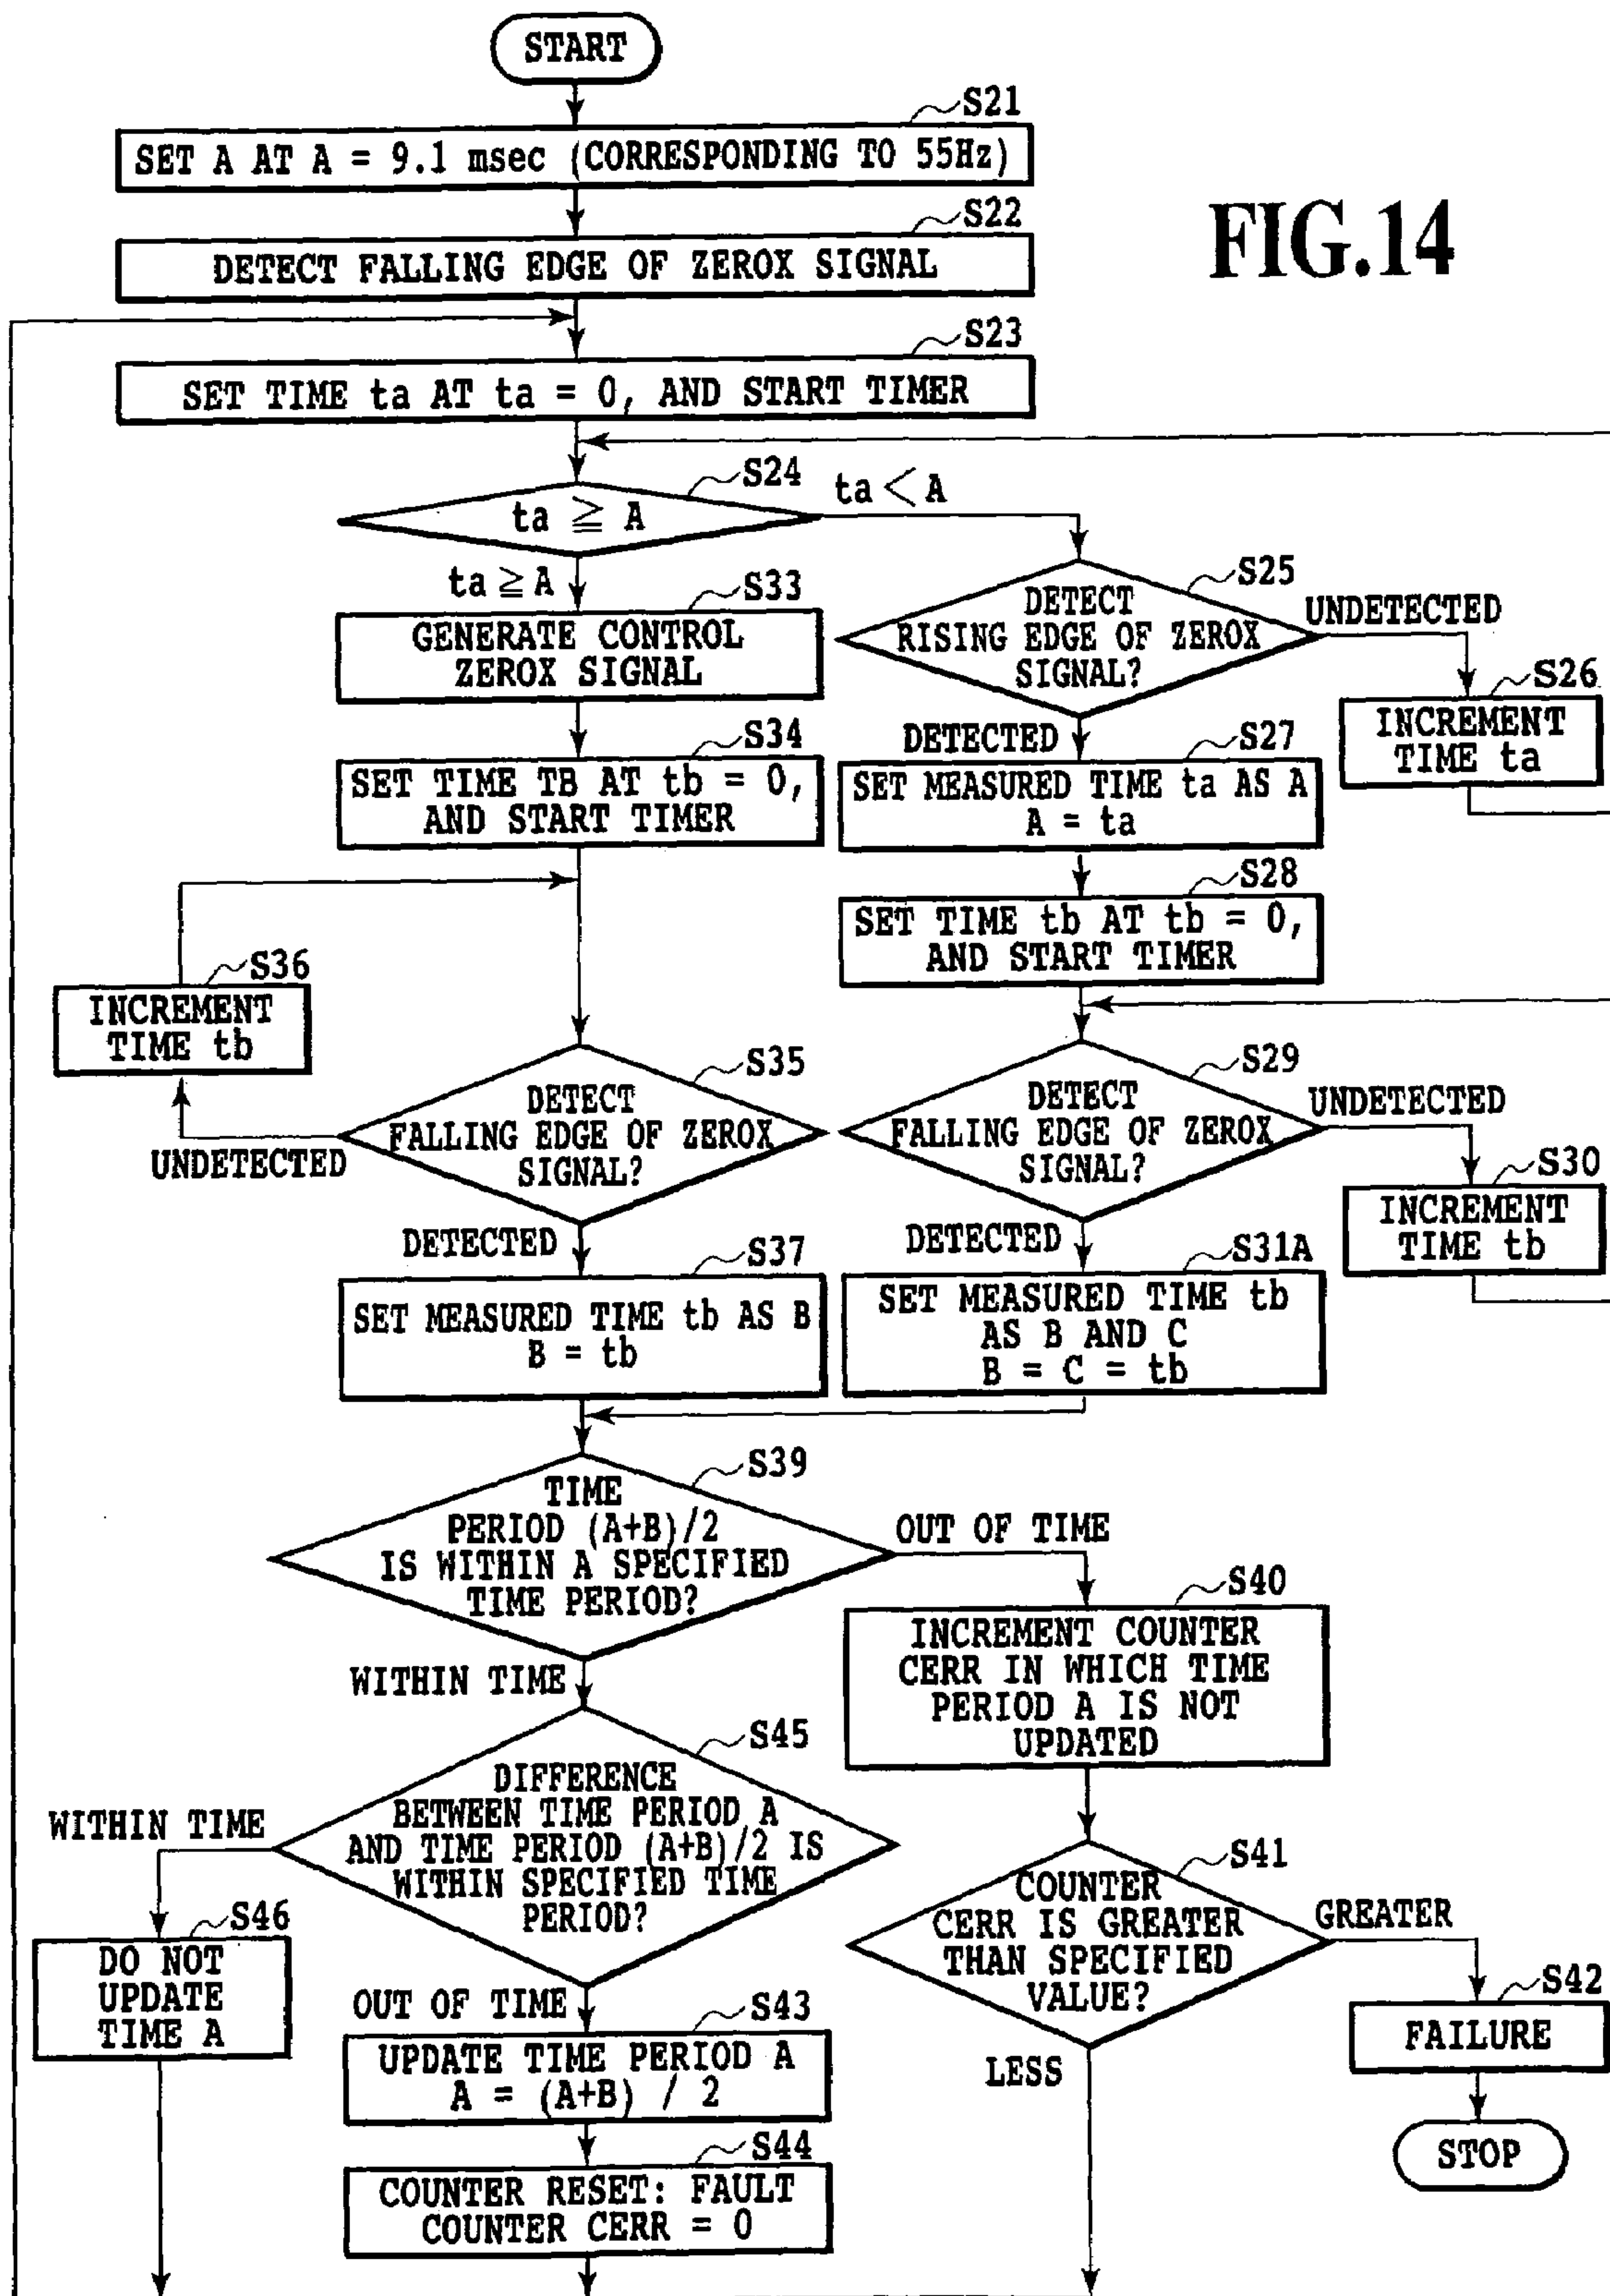 START
S21
SET A AT A = 9.1 msec (CORRESPONDING TO 55Hz)
S22
DETECT FALLING EDGE OF ZEROX SIGNAL
FIG.14
S23
SET TIME ta AT ta = 0, AND START TIMER
S24
ta ≧ A
ta < A
ta ≧ A
S33
GENERATE CONTROL
ZEROX SIGNAL
S25
DETECT
RISING EDGE OF ZEROX
SIGNAL?
UNDETECTED
S26
INCREMENT
TIME ta
S34
SET TIME TB AT tb = 0,
AND START TIMER
DETECTED
S27
SET MEASURED TIME ta AS A
A = ta
S28
SET TIME tb AT tb = 0,
AND START TIMER
S36
INCREMENT
TIME tb
S35
DETECT
FALLING EDGE OF ZEROX
SIGNAL?
UNDETECTED
S29
DETECT
FALLING EDGE OF ZEROX
SIGNAL?
UNDETECTED
S30
INCREMENT
TIME tb
DETECTED
S37
SET MEASURED TIME tb AS B
B = tb
DETECTED
S31A
SET MEASURED TIME tb
AS B AND C
B = C = tb
S39
TIME
PERIOD (A+B)/2
IS WITHIN A SPECIFIED
TIME PERIOD?
OUT OF TIME
S40
INCREMENT COUNTER
CERR IN WHICH TIME
PERIOD A IS NOT
UPDATED
WITHIN TIME
S45
DIFFERENCE
BETWEEN TIME PERIOD A
AND TIME PERIOD (A+B)/2 IS
WITHIN SPECIFIED TIME
PERIOD?
WITHIN TIME
S46
DO NOT
UPDATE
TIME A
S41
COUNTER
CERR IS GREATER
THAN SPECIFIED
VALUE?
GREATER
S42
FAILURE
STOP
LESS
OUT OF TIME
S43
UPDATE TIME PERIOD A
A = (A+B) / 2
S44
COUNTER RESET: FAULT
COUNTER CERR = 0